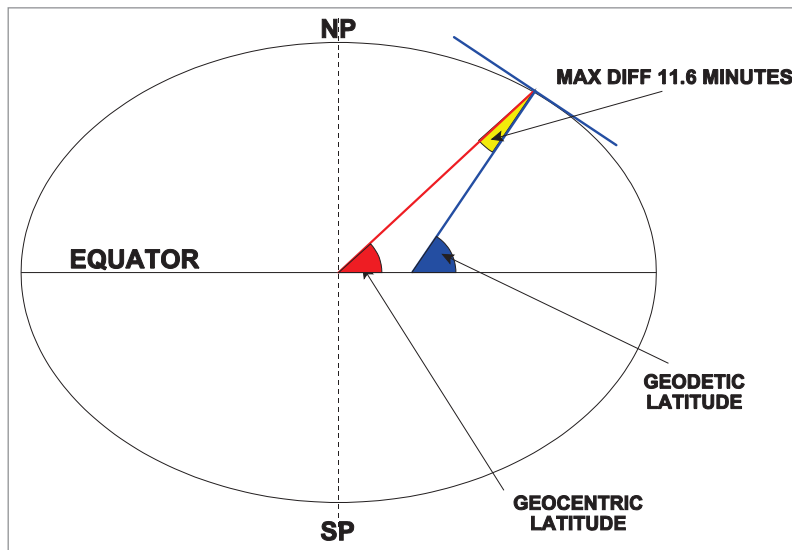 NP
MAX DIFF 11.6 MINUTES
EQUATOR
GEODETIC
LATITUDE
GEOCENTRIC
LATITUDE
SP